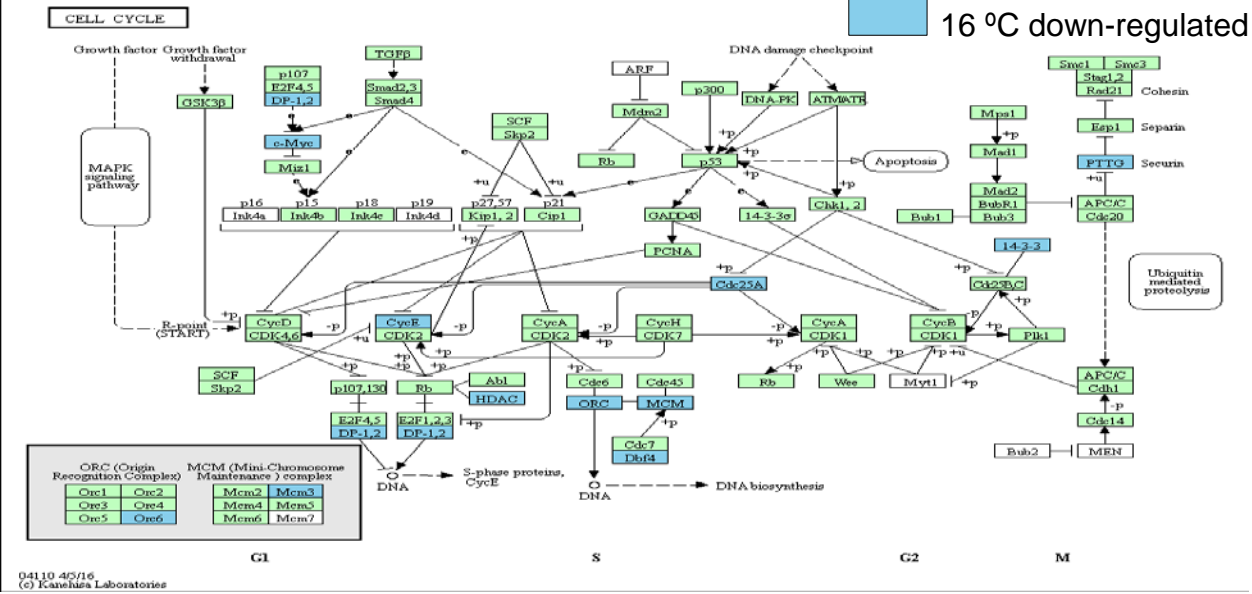 CELL CYCLE
16 ºC down-regulated
Growth factor
Growth factor
withdrawal
GSK3β
MAPK
signaling
pathway
R-point
(START)
p107
E2F4,5
DP-1,2
c-Myc
Miz1
TGFβ
Smad2,3
Smad4
e
e
e
e
p16
Ink4a
p15
Ink4b
p18
Ink4c
p19
Ink4d
p27,57
Kip1, 2
p21
Cip1
SCF
Skp2
+u
+u
+p
ARF
Mdm2
Rb
p300
DNA damage checkpoint
DNA-PK
ATM/ATR
+p
+p
+p
+p
p53
Apoptosis
e
e
e
GADD45
14-3-3σ
PCNA
Chk1, 2
Cdc25A
+p
+p
Mps1
+p
Mad1
Mad2
BubR1
Bub3
Bub1
14-3-3
Cdc25B,C
+p
Smc1
Smc3
Stag1,2
Rad21
Cohesin
Esp1
Separin
PTTG
Securin
+u
APC/C
Cdc20
Ubiquitin
mediated
proteolysis
+p
CycD
CDK4,6
-p
+u
CycE
CDK2
-p
CycA
CDK2
-p
+p
CycH
CDK7
-p
+p
CycA
CDK1
CycB
CDK1
-p
+p
+u
Plk1
+p
+p
+p
+p
+p
+p
+p
SCF
Skp2
p107,130
Rb
Abl
HDAC
E2F4,5
DP-1,2
E2F1,2,3
DP-1,2
+p
Cdc6
Cdc45
ORC
MCM
+p
Cdc7
Dbf4
Rb
Wee
Myt1
+p
APC/C
Cdh1
-p
Cdc14
Bub2
MEN
DNA
S-phase proteins,
CycE
DNA
DNA biosynthesis
ORC (Origin
Recognition Complex)
Orc1
Orc2
Orc3
Orc4
Orc5
Orc6
MCM (Mini-Chromosome
Maintenance ) complex
Mcm2
Mcm3
Mcm4
Mcm5
Mcm6
Mcm7
G1
S
G2
M
04110 4/5/16
(c) Kanehisa Laboratories